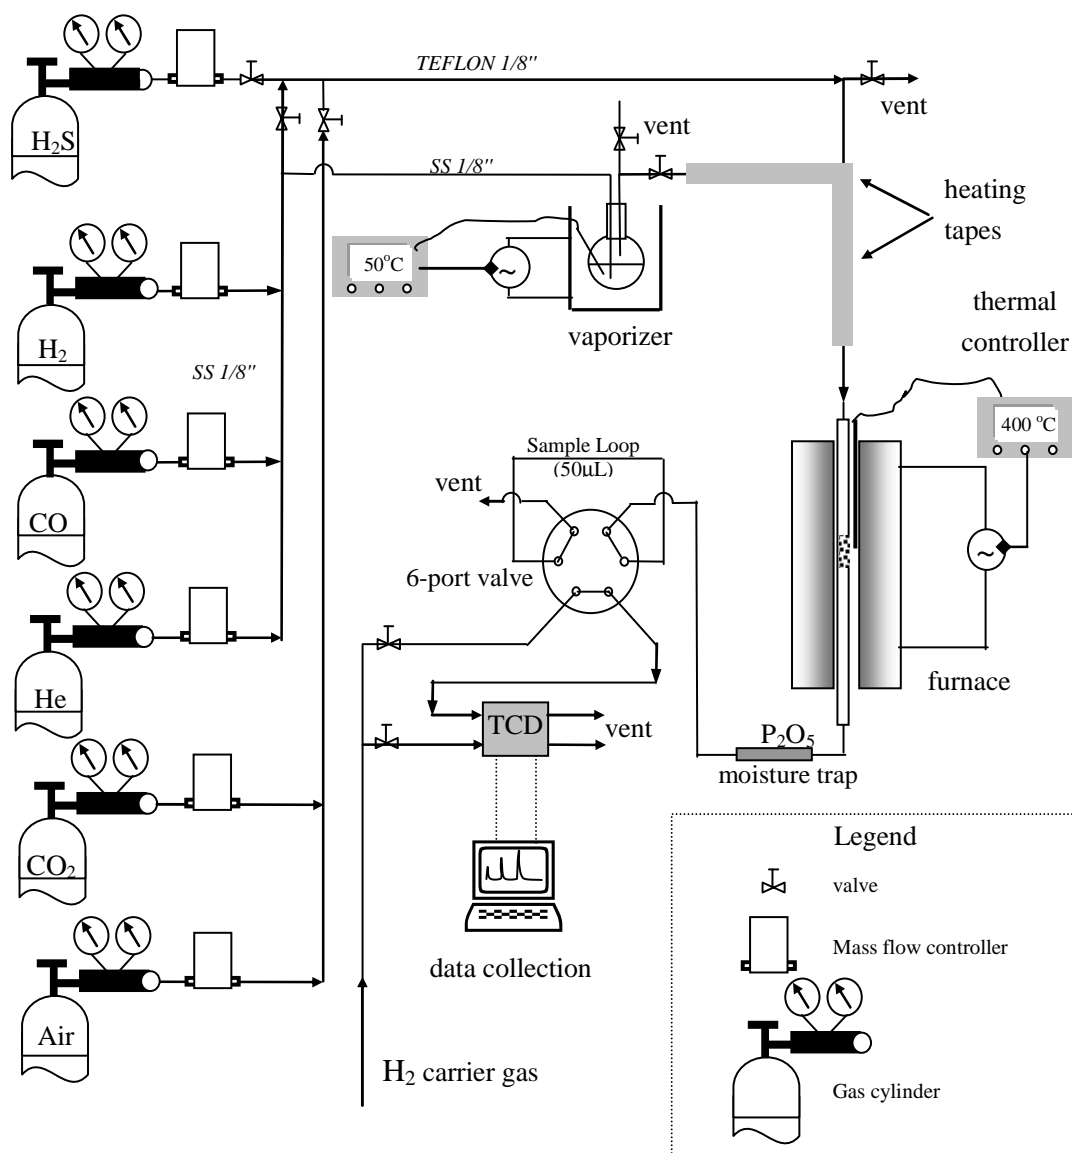 TEFLON 1/8"
vent
H₂S
vent
SS 1/8"
heating
tapes
50°C
~
vaporizer
thermal
controller
H₂
SS 1/8"
400 °C
Sample Loop
(50µL)
vent
CO
~
6-port valve
furnace
He
TCD
vent
P₂O₅
moisture trap
Legend
CO₂
valve
Mass flow controller
data collection
Air
H₂ carrier gas
Gas cylinder